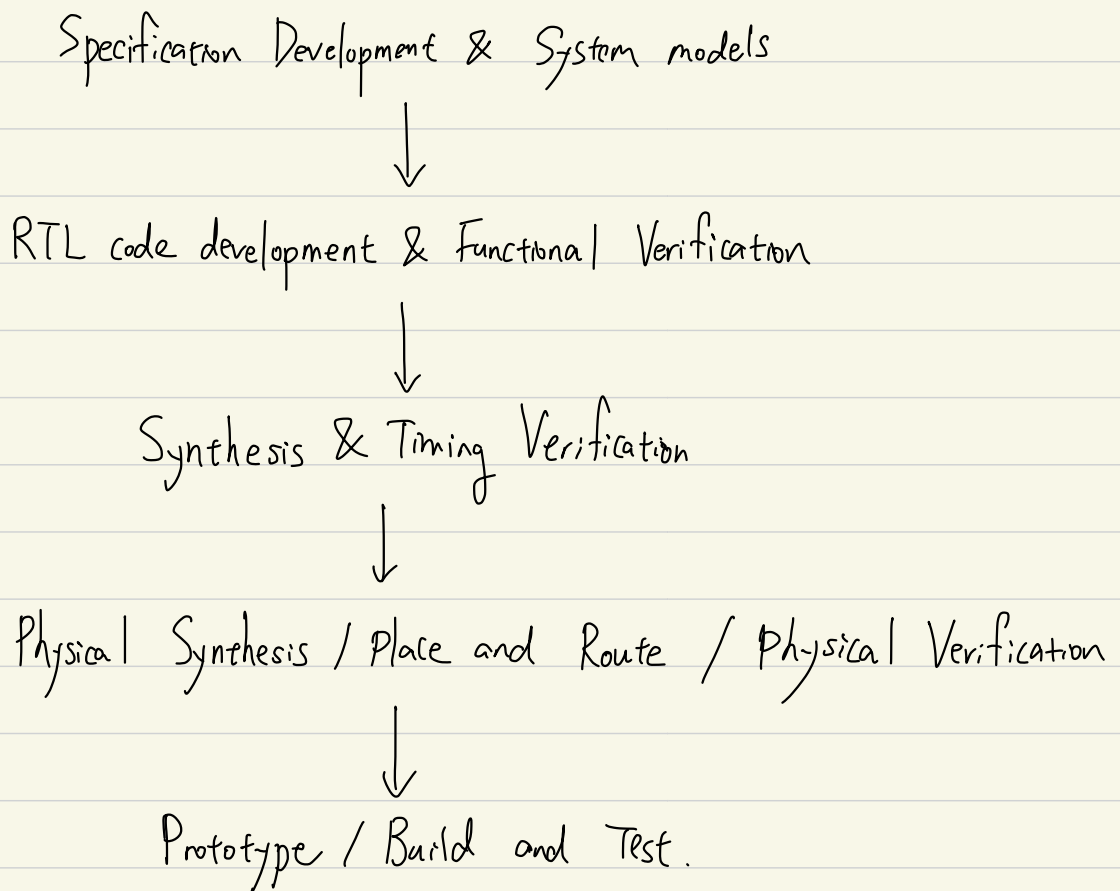 Specification Development & System models
RTL code development & Functional Verification
Synthesis & Timing Verification
Physical Synthesis / Place and Route / Physical Verification
Prototype / Build and Test.